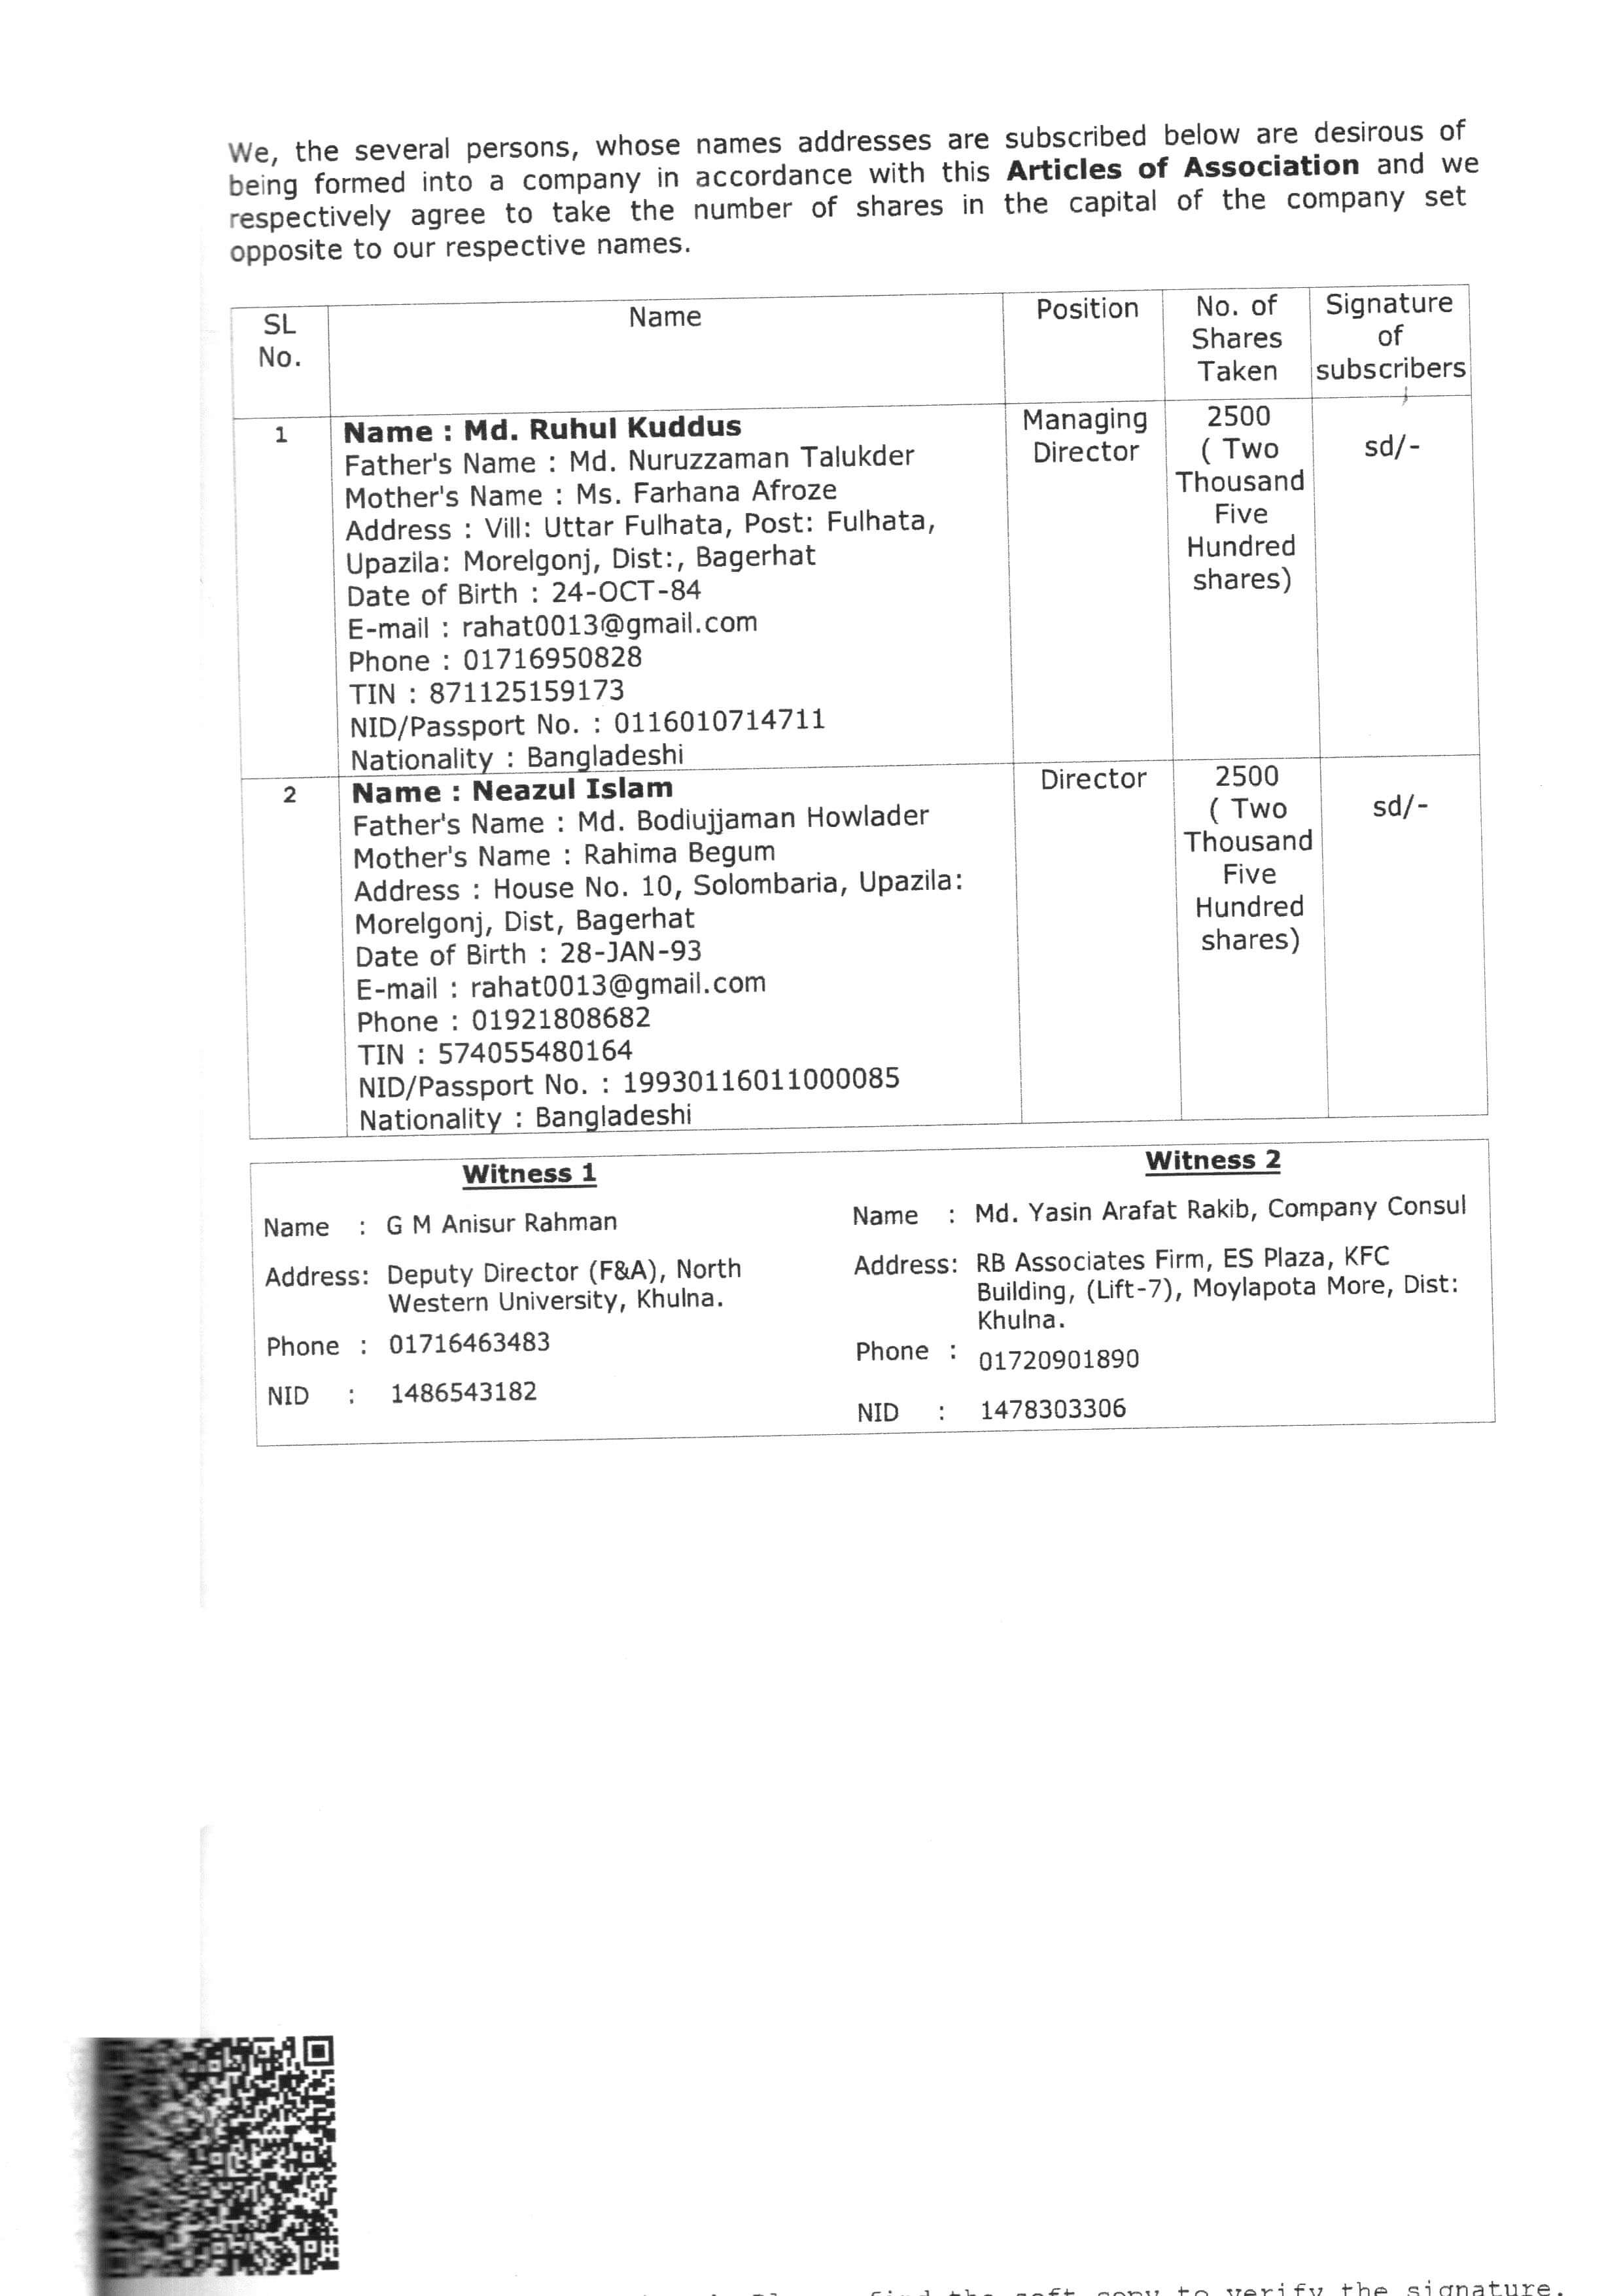 We, the several persons, whose names addresses are subscribed below are desirous of
being formed into a company in accordance with this Articles of Association and we
respectively agree to take the number of shares in the capital of the company set
opposite to our respective names.
SL No.
Name
Position
No. of Shares Taken
Signature of subscribers
1
Name : Md. Ruhul Kuddus
Father's Name : Md. Nuruzzaman Talukder
Mother's Name : Ms. Farhana Afroze
Address : Vill: Uttar Fulhata, Post: Fulhata,
Upazila: Morelgonj, Dist:, Bagerhat
Date of Birth : 24-OCT-84
E-mail : rahat0013@gmail.com
Phone : 01716950828
TIN : 871125159173
NID/Passport No. : 0116010714711
Nationality : Bangladeshi
Managing
Director
2500
( Two
Thousand
Five
Hundred
shares)
sd/-
2
Name : Neazul Islam
Father's Name : Md. Bodiujjaman Howlader
Mother's Name : Rahima Begum
Address : House No. 10, Solombaria, Upazila:
Morelgonj, Dist, Bagerhat
Date of Birth : 28-JAN-93
E-mail : rahat0013@gmail.com
Phone : 01921808682
TIN : 574055480164
NID/Passport No. : 19930116011000085
Nationality : Bangladeshi
Director
2500
( Two
Thousand
Five
Hundred
shares)
sd/-
Witness 1
Name : G M Anisur Rahman
Address: Deputy Director (F&A), North
Western University, Khulna.
Phone : 01716463483
NID : 1486543182
Witness 2
Name : Md. Yasin Arafat Rakib, Company Consul
Address: RB Associates Firm, ES Plaza, KFC
Building, (Lift-7), Moylapota More, Dist:
Khulna.
Phone : 01720901890
NID : 1478303306
find the soft copy to verify the signature.